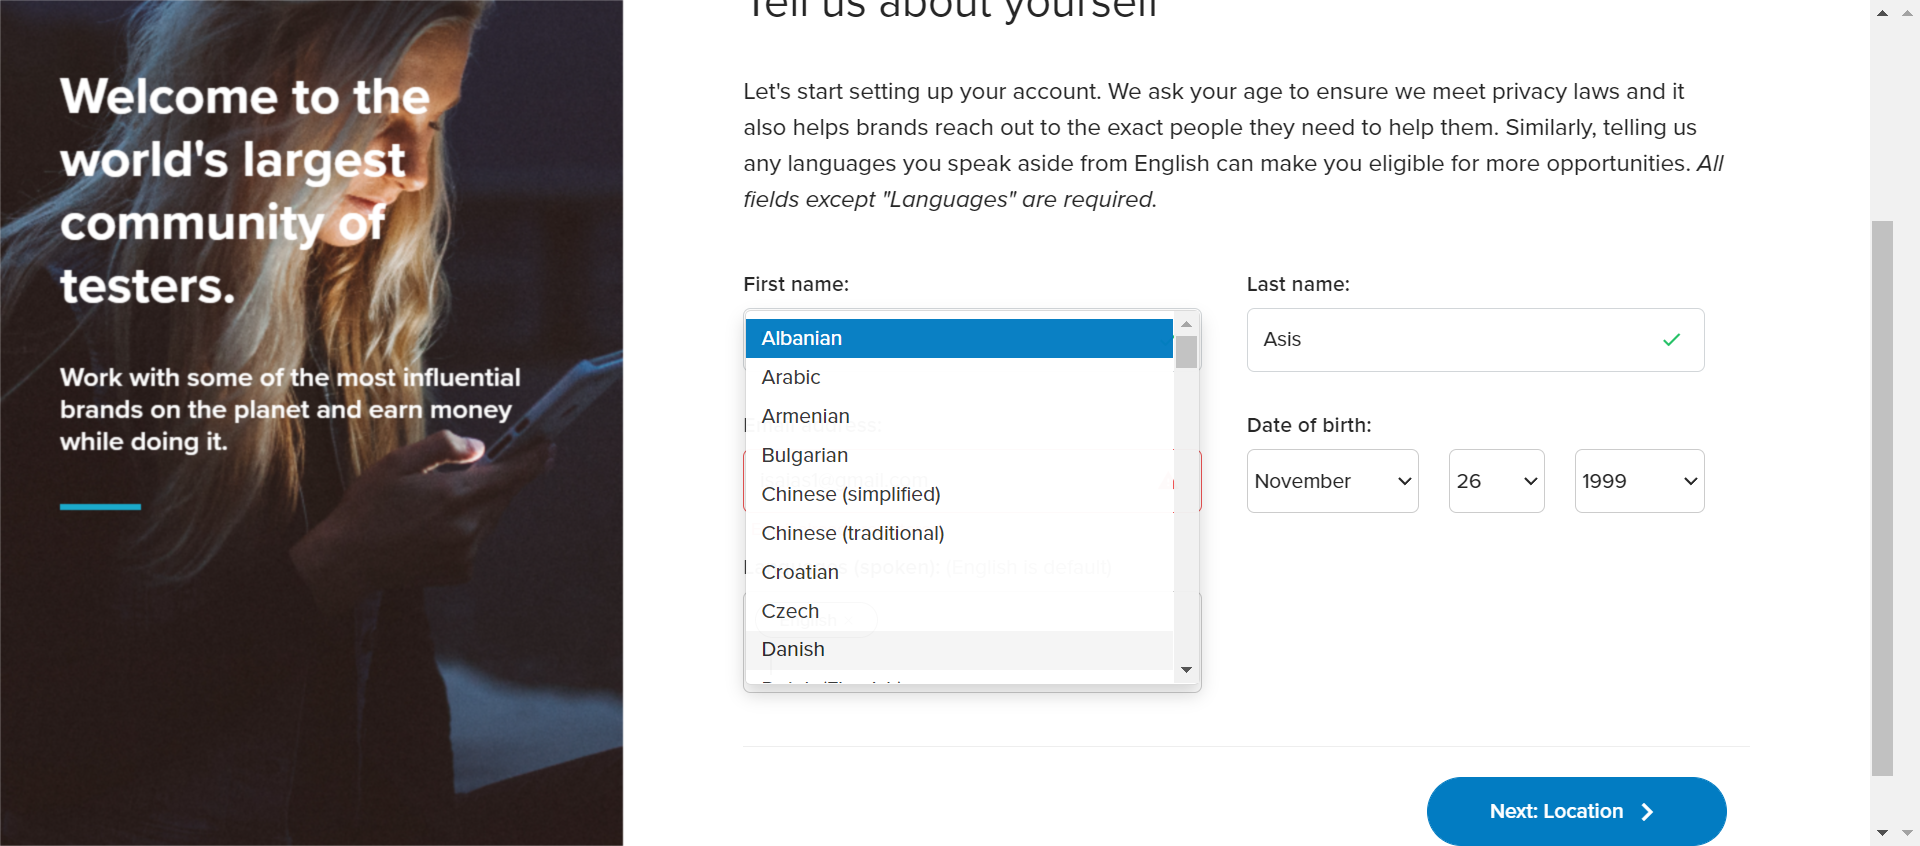 Welcome to the
world's largest
community of
testers.
Work with some of the most influential
brands on the planet and earn money
while doing it.
Tell us about yourself
Let's start setting up your account. We ask your age to ensure we meet privacy laws and it
also helps brands reach out to the exact people they need to help them. Similarly, telling us
any languages you speak aside from English can make you eligible for more opportunities. All
fields except "Languages" are required.
First name:
Last name:
Albanian
Asis
Arabic
Armenian
Date of birth:
Bulgarian
November 26 1999
Chinese (simplified)
Chinese (traditional)
Croatian
(spoken): (English is default)
Czech
Danish
Next: Location